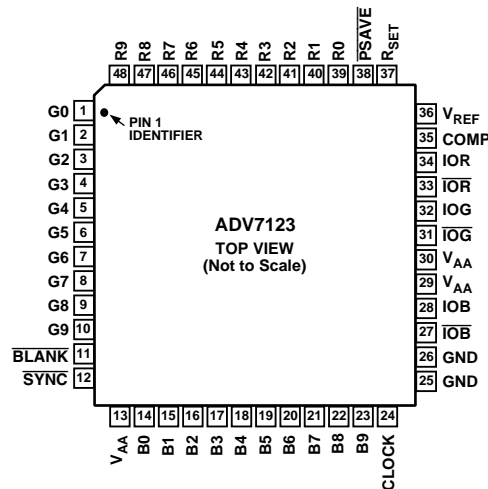 R9 R8 R7 R6 R5 R4 R3 R2 R1 R0 PSAVE RSET
48 47 46 45 44 43 42 41 40 39 38 37
G0 1
G1 2
G2 3
G3 4
G4 5
G5 6
G6 7
G7 8
G8 9
G9 10
BLANK 11
SYNC 12
PIN 1
IDENTIFIER
ADV7123
TOP VIEW
(Not to Scale)
36 VREF
35 COMP
34 IOR
33 IOR
32 IOG
31 IOG
30 VAA
29 VAA
28 IOB
27 IOB
26 GND
25 GND
13 14 15 16 17 18 19 20 21 22 23 24
VAA B0 B1 B2 B3 B4 B5 B6 B7 B8 B9 CLOCK